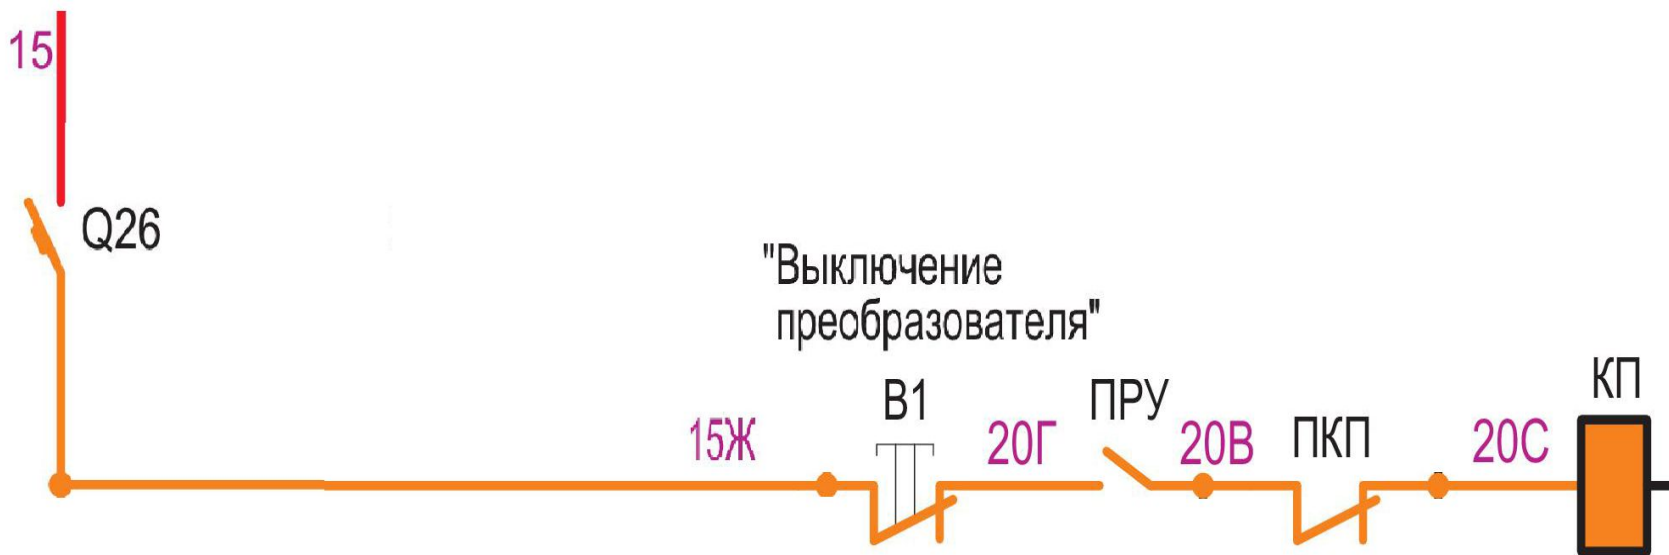 15
Q26
"Выключение
преобразователя"
15Ж
В1
20Г
ПРУ
20В
ПКП
20С
КП